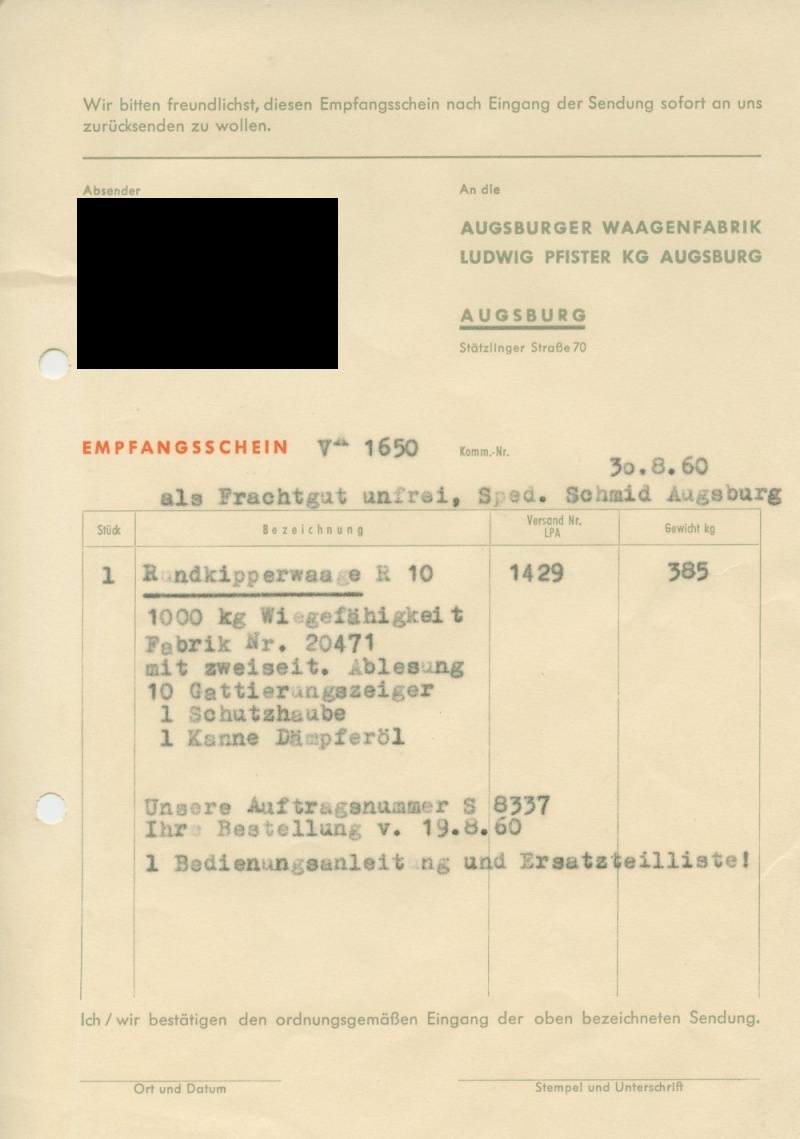 Wir bitten freundlichst, diesen Empfangsschein nach Eingang der Sendung sofort an uns
zurücksenden zu wollen.
Absender
An die
AUGSBURGER WAAGENFABRIK
LUDWIG PFISTER KG AUGSBURG
AUGSBURG
Stätzlinger Straße 70
EMPFANGSSCHEIN 1650 Komm.-Nr.
30.8.60
als Frachtgut unfrei, Sped. Schmid Augsburg
Stück Bezeichnung Versand Nr. LPA Gewicht kg
1 Rundkipperwaage R 10 1429 385
1000 kg Wiegefähigkeit
Fabrik Nr. 20471
mit zweiseit. Ablesung
10 Gattierungszeiger
1 Schutzhaube
1 Kanne Dämpferöl
Unsere Auftragsnummer S 8337
Ihre Bestellung v. 19.8.60
1 Bedienungsanleitung und Ersatzteilliste!
Ich / wir bestätigen den ordnungsgemäßen Eingang der oben bezeichneten Sendung.
Ort und Datum
Stempel und Unterschrift